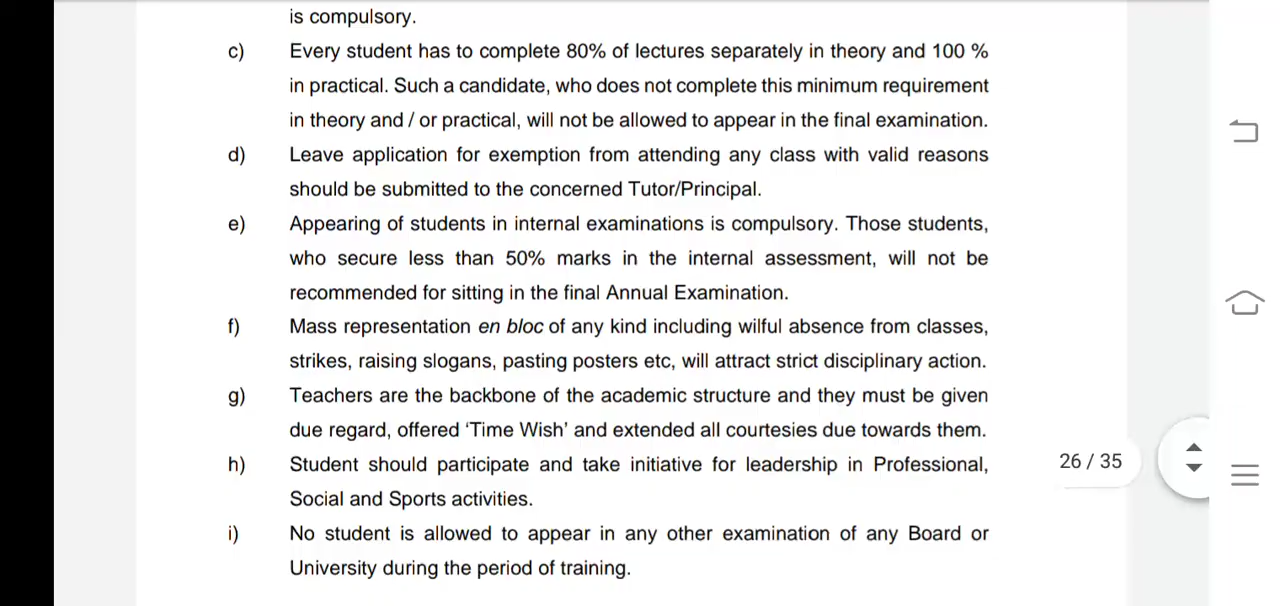 is compulsory.
c) Every student has to complete 80% of lectures separately in theory and 100 %
in practical. Such a candidate, who does not complete this minimum requirement
in theory and / or practical, will not be allowed to appear in the final examination.
d) Leave application for exemption from attending any class with valid reasons
should be submitted to the concerned Tutor/Principal.
e) Appearing of students in internal examinations is compulsory. Those students,
who secure less than 50% marks in the internal assessment, will not be
recommended for sitting in the final Annual Examination.
f) Mass representation en bloc of any kind including wilful absence from classes,
strikes, raising slogans, pasting posters etc, will attract strict disciplinary action.
g) Teachers are the backbone of the academic structure and they must be given
due regard, offered ‘Time Wish’ and extended all courtesies due towards them.
h) Student should participate and take initiative for leadership in Professional,
Social and Sports activities.
i) No student is allowed to appear in any other examination of any Board or
University during the period of training.
26 / 35